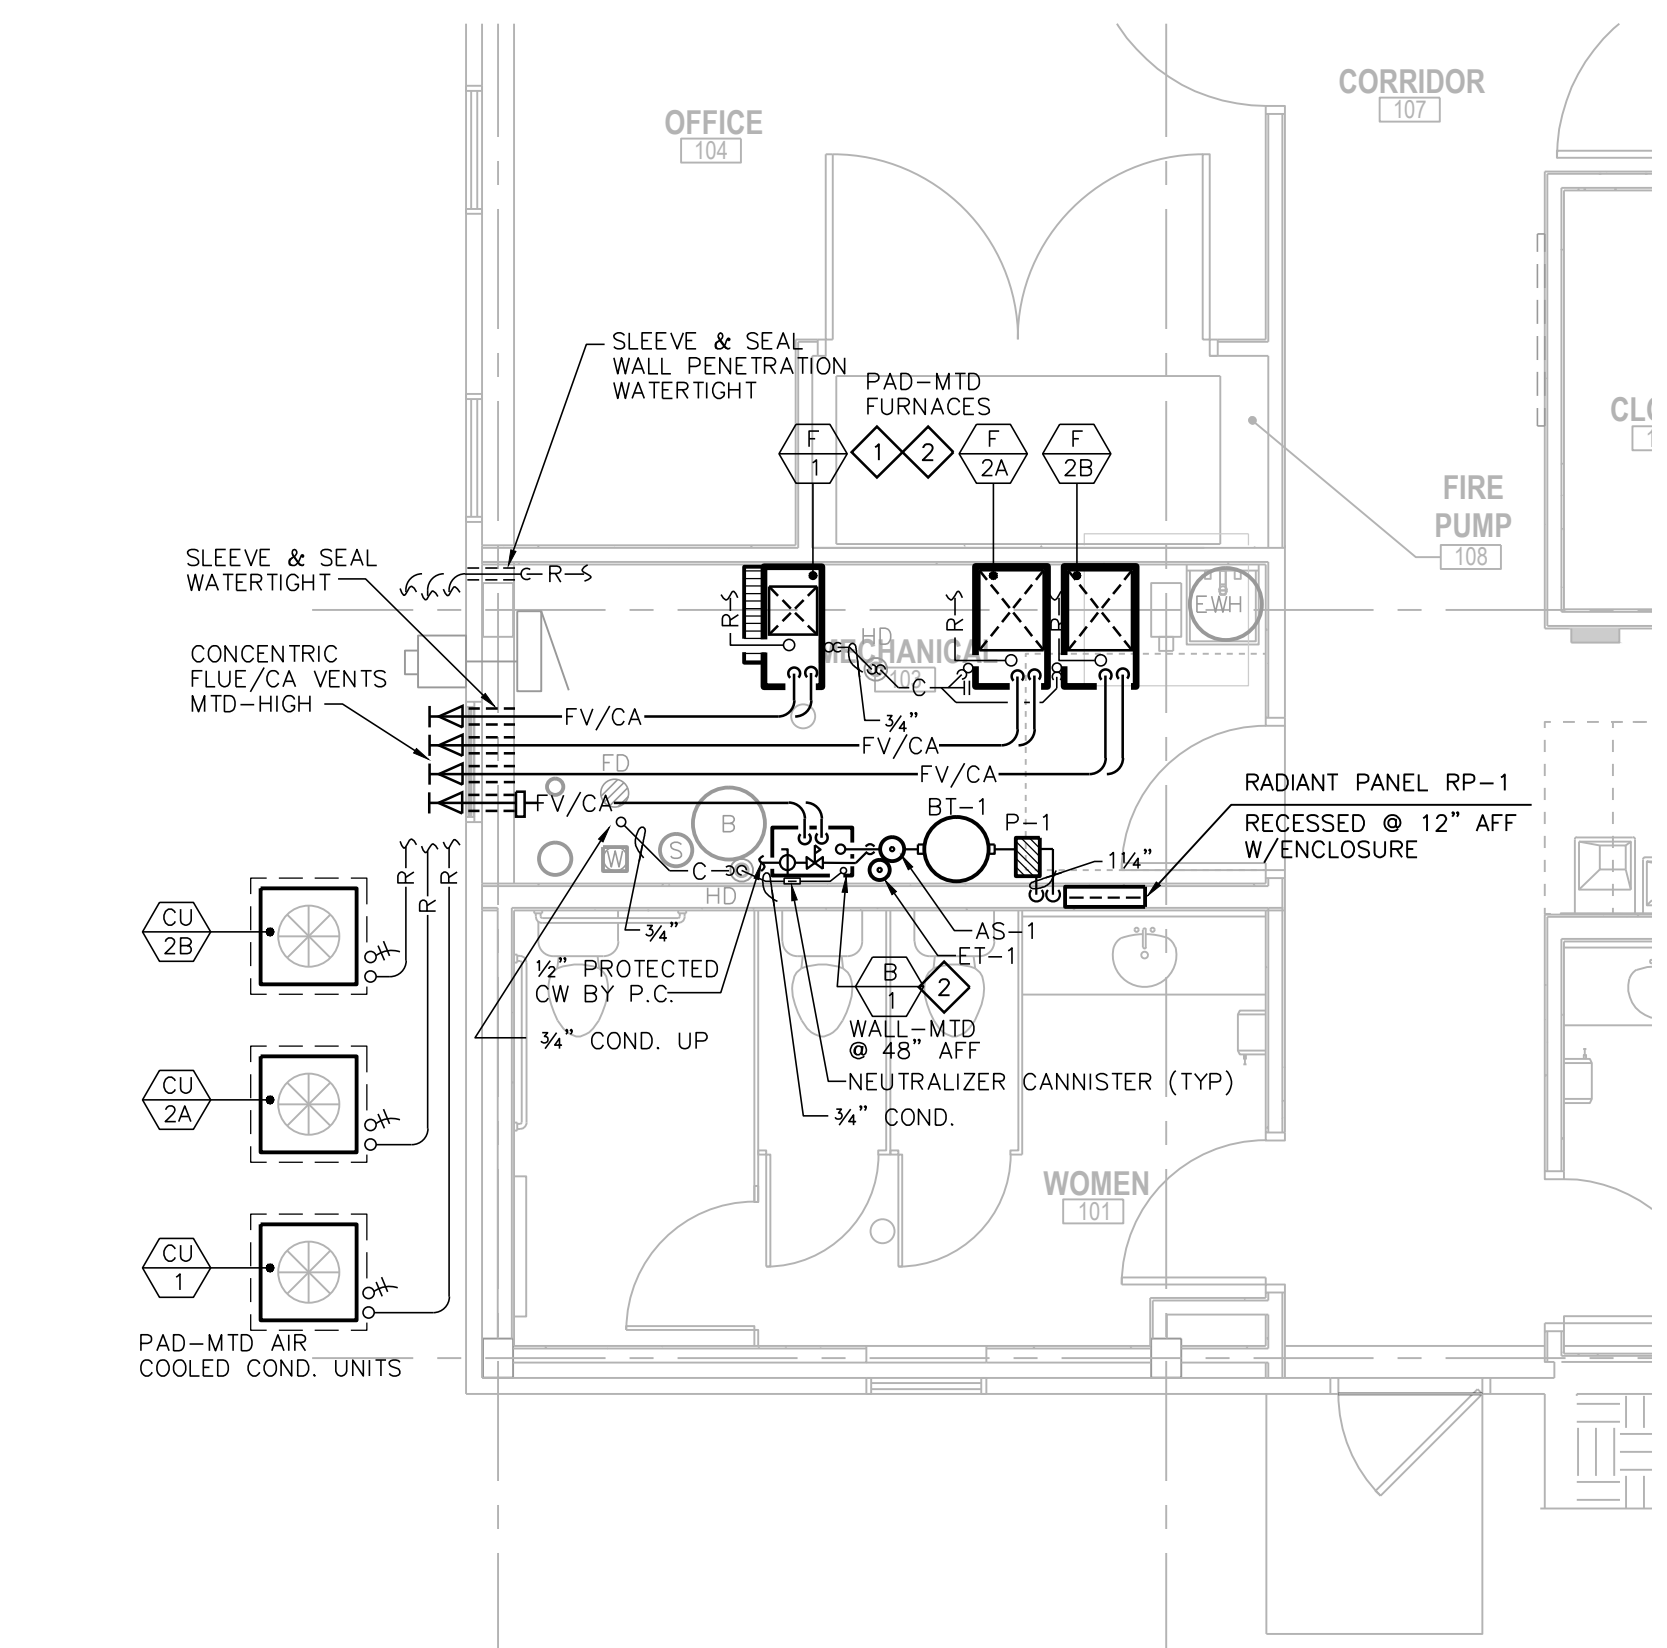 CORRIDOR
107
OFFICE
104
SLEEVE & SEAL
WALL PENETRATION
WATERTIGHT
PAD-MTD
FURNACES
F
1
1
2
F
2A
F
2B
CLO
1
FIRE
PUMP
108
SLEEVE & SEAL
WATERTIGHT
R
R
R
R
EWH
HD
MECHANICAL
103
CONCENTRIC
FLUE/CA VENTS
MTD-HIGH
C
3/4"
FV/CA
FV/CA
FV/CA
FV/CA
FD
B
S
W
C
HD
BT-1
P-1
1 1/4"
RADIANT PANEL RP-1
RECESSED @ 12" AFF
W/ENCLOSURE
R
R
R
CU
2B
3/4"
AS-1
ET-1
1/2" PROTECTED
CW BY P.C.
B
1
2
3/4" COND. UP
WALL-MTD
@ 48" AFF
NEUTRALIZER CANNISTER (TYP)
3/4" COND.
CU
2A
WOMEN
101
CU
1
PAD-MTD AIR
COOLED COND. UNITS